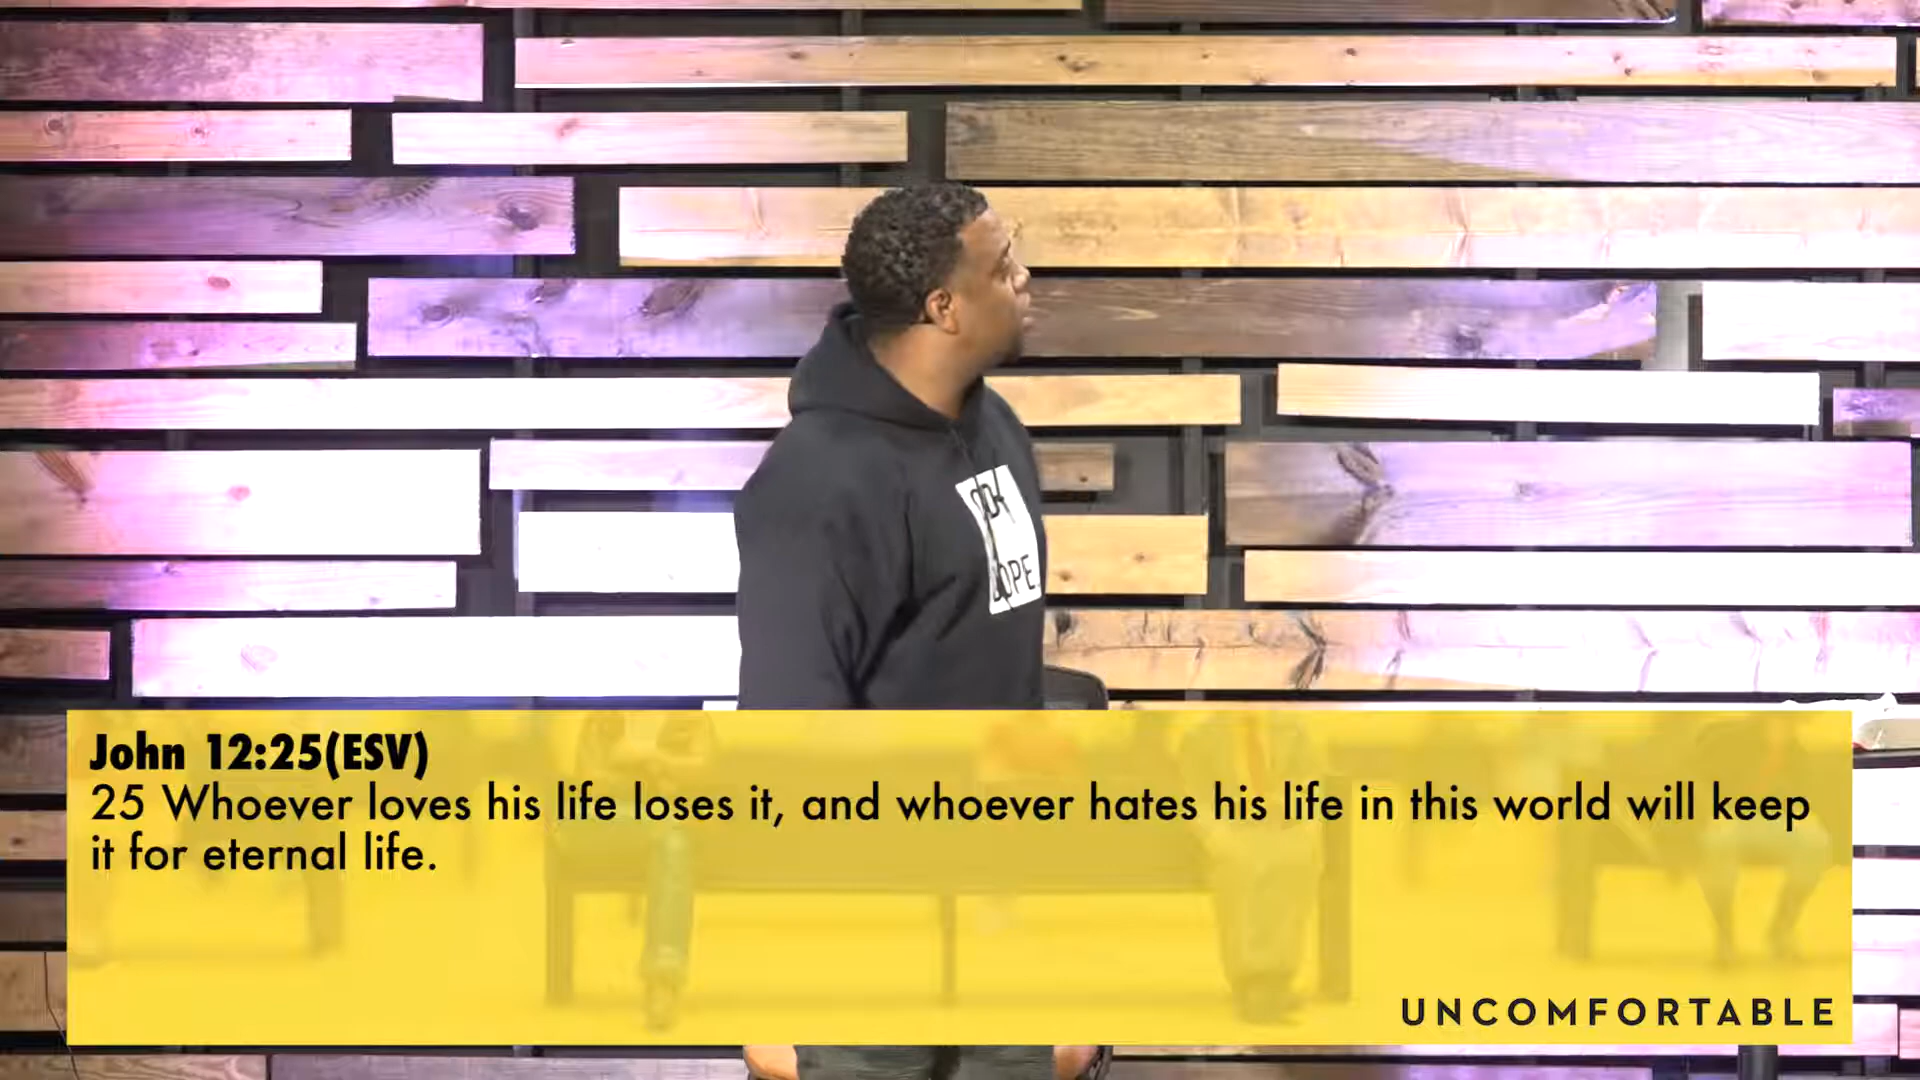 John 12:25(ESV)
25 Whoever loves his life loses it, and whoever hates his life in this world will keep
it for eternal life.
UNCOMFORTABLE